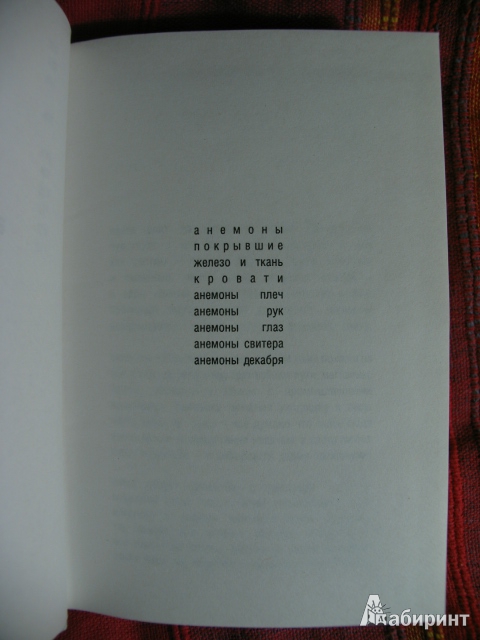 анемоны
покрывшие
железо и ткань
кровати
анемоны плеч
анемоны рук
анемоны глаз
анемоны свитера
анемоны декабря
Лабиринт